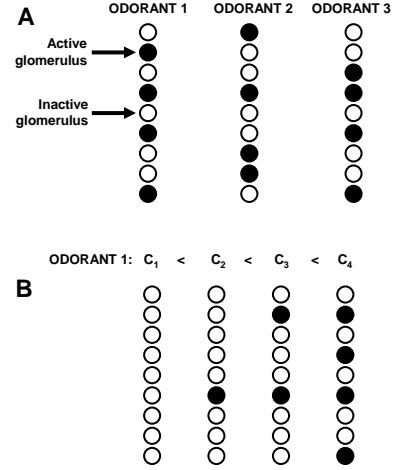 A
ODORANT 1 ODORANT 2 ODORANT 3
Active
glomerulus
Inactive
glomerulus
ODORANT 1: C₁ < C₂ < C₃ < C₄
B